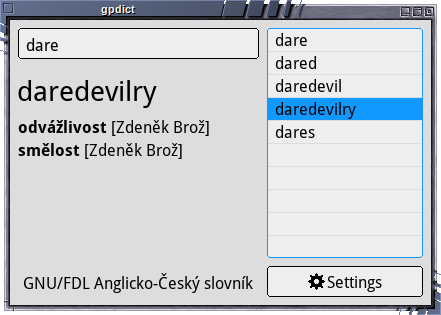 gpdict
dare
daredevilry
odvážlivost [Zdeněk Brož]
smělost [Zdeněk Brož]
dare
dared
daredevil
daredevilry
dares
GNU/FDL Anglicko-Český slovník
Settings